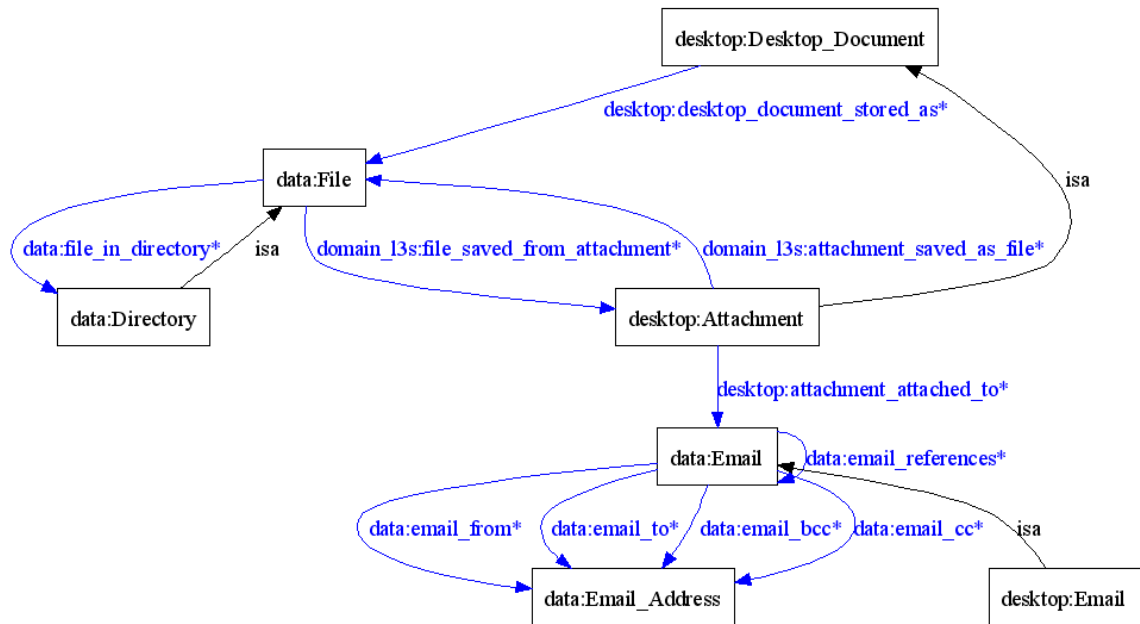 desktop:Desktop_Document
desktop:desktop_document_stored_as*
data:File
isa
data:file_in_directory*
isa
domain_l3s:file_saved_from_attachment*
domain_l3s:attachment_saved_as_file*
data:Directory
desktop:Attachment
desktop:attachment_attached_to*
data:Email
data:email_references*
data:email_from*
data:email_to*
data:email_bcc*
data:email_cc*
isa
data:Email_Address
desktop:Email